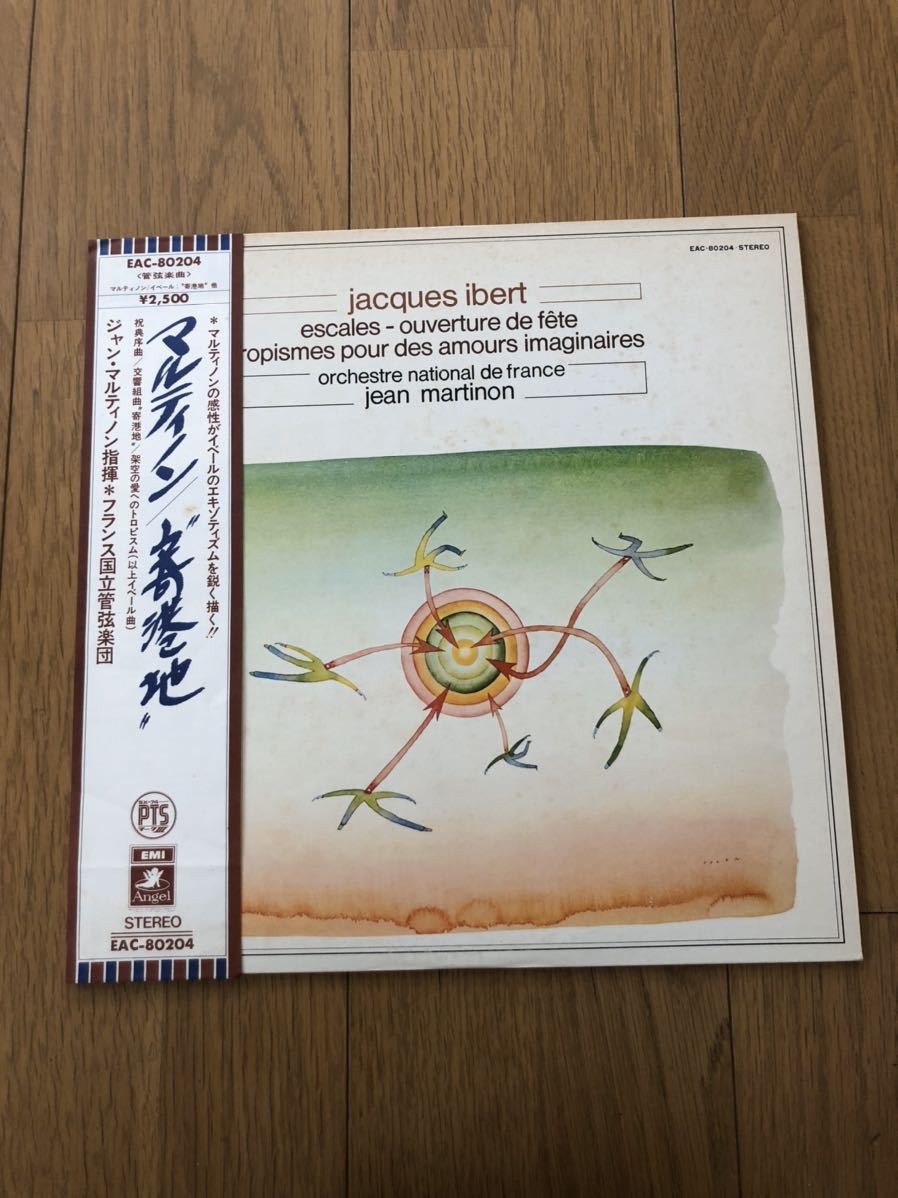 EAC-80204
〈管弦楽曲〉
マルティノン/イベール:"寄港地"他
¥2,500
*マルティノンの感性がイベールのエキゾティズムを鋭く描く!!
マルティノン/"寄港地"
祝典序曲/交響組曲"寄港地"/架空の愛へのトロピスム(以上イベール曲)
ジャン・マルティノン指揮*フランス国立管弦楽団
PTS
EMI
Angel
STEREO
EAC-80204
EAC-80204·STEREO
jacques ibert
escales - ouverture de fête
ropismes pour des amours imaginaires
orchestre national de france
jean martinon